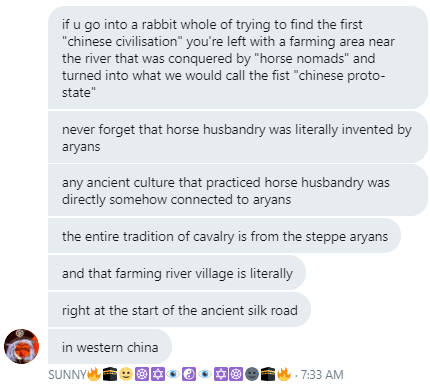 if u go into a rabbit whole of trying to find the first
"chinese civilisation" you're left with a farming area near
the river that was conquered by "horse nomads" and
turned into what we would call the fist "chinese proto-
state"
never forget that horse husbandry was literally invented by
aryans
any ancient culture that practiced horse husbandry was
directly somehow connected to aryans
the entire tradition of cavalry is from the steppe aryans
and that farming river village is literally
right at the start of the ancient silk road
in western china
SUNNY🔥🕋😉☸️✡️👁️☯️👁️✡️☸️🌚🕋🔥 · 7:33 AM